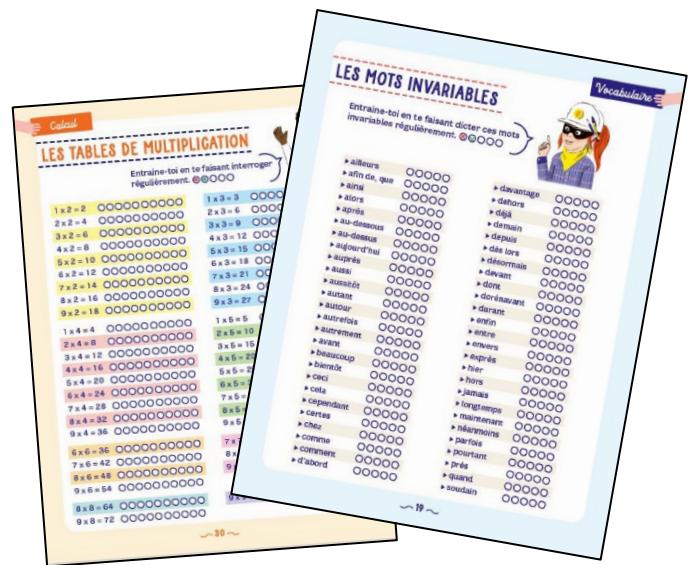 Calcul
LES TABLES DE MULTIPLICATION
Entraine-toi en te faisant interroger
régulièrement.
1 x 2 = 2
2 x 2 = 4
3 x 2 = 6
4 x 2 = 8
5 x 2 = 10
6 x 2 = 12
7 x 2 = 14
8 x 2 = 16
9 x 2 = 18
1 x 4 = 4
2 x 4 = 8
3 x 4 = 12
4 x 4 = 16
5 x 4 = 20
6 x 4 = 24
7 x 4 = 28
8 x 4 = 32
9 x 4 = 36
6 x 6 = 36
7 x 6 = 42
8 x 6 = 48
9 x 6 = 54
8 x 8 = 64
9 x 8 = 72
1 x 3 = 3
2 x 3 = 6
3 x 3 = 9
4 x 3 = 12
5 x 3 = 15
6 x 3 = 18
7 x 3 = 21
8 x 3 = 24
9 x 3 = 27
1 x 5 = 5
2 x 5 = 10
3 x 5 = 15
4 x 5 = 20
5 x 5 =
6 x 5 =
7 x 5 =
8 x 5
9 x 5
30
Vocabulaire
LES MOTS INVARIABLES
Entraine-toi en te faisant dicter ces mots
invariables régulièrement.
ailleurs
afin de, que
ainsi
alors
après
au-dessous
au-dessus
aujourd'hui
auprès
aussi
aussitôt
autant
autour
autrefois
autrement
avant
beaucoup
bientôt
ceci
cela
cependant
certes
chez
comme
comment
d'abord
davantage
dehors
déjà
demain
depuis
dès lors
désormais
devant
dont
dorénavant
durant
enfin
entre
envers
exprès
hier
hors
jamais
longtemps
maintenant
néanmoins
parfois
pourtant
près
quand
soudain
19